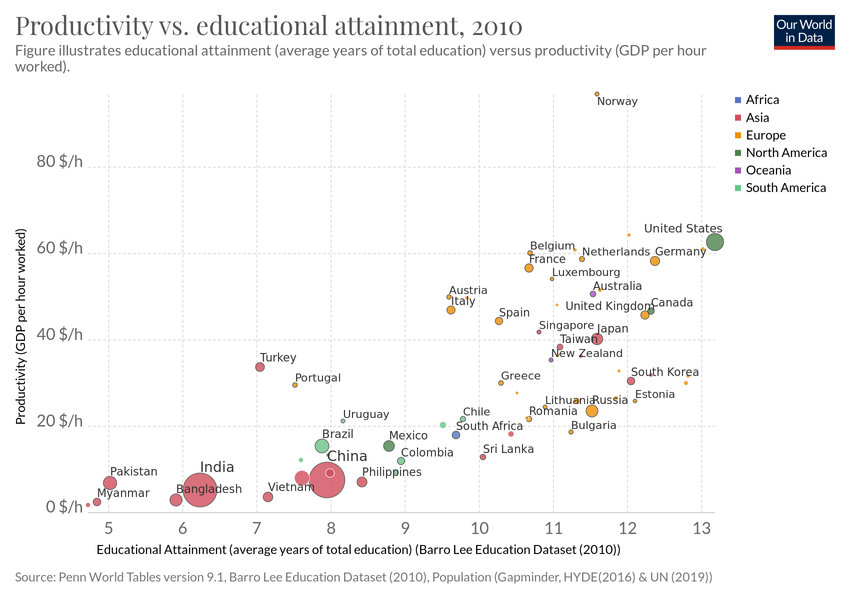 Productivity vs. educational attainment, 2010
Our World
in Data
Figure illustrates educational attainment (average years of total education) versus productivity (GDP per hour
worked).
Norway
Africa
Asia
Europe
North America
Oceania
South America
80 $/h
United States
60 $/h
Belgium
Netherlands
Germany
France
Luxembourg
Austria
Australia
Italy
Spain
United Kingdom
Canada
40 $/h
Singapore
Japan
Taiwan
New Zealand
Turkey
Portugal
Greece
South Korea
Estonia
20 $/h
Uruguay
Chile
Lithuania
Russia
Romania
Brazil
Mexico
South Africa
Bulgaria
China
Colombia
Sri Lanka
India
Philippines
Pakistan
Bangladesh
Vietnam
Myanmar
0 $/h
5 6 7 8 9 10 11 12 13
Productivity (GDP per hour worked)
Educational Attainment (average years of total education) (Barro Lee Education Dataset (2010))
Source: Penn World Tables version 9.1, Barro Lee Education Dataset (2010), Population (Gapminder, HYDE(2016) & UN (2019))